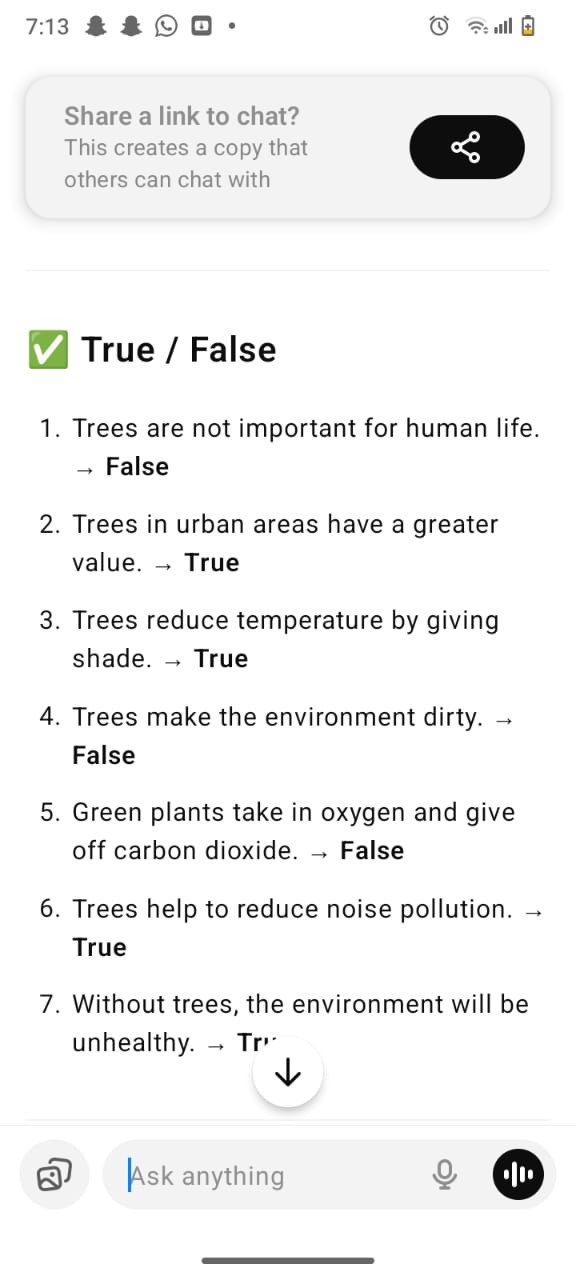 7:13
Share a link to chat?
This creates a copy that
others can chat with
✅ True / False
1. Trees are not important for human life.
→ False
2. Trees in urban areas have a greater
value. → True
3. Trees reduce temperature by giving
shade. → True
4. Trees make the environment dirty. →
False
5. Green plants take in oxygen and give
off carbon dioxide. → False
6. Trees help to reduce noise pollution. →
True
7. Without trees, the environment will be
unhealthy. →
Ask anything